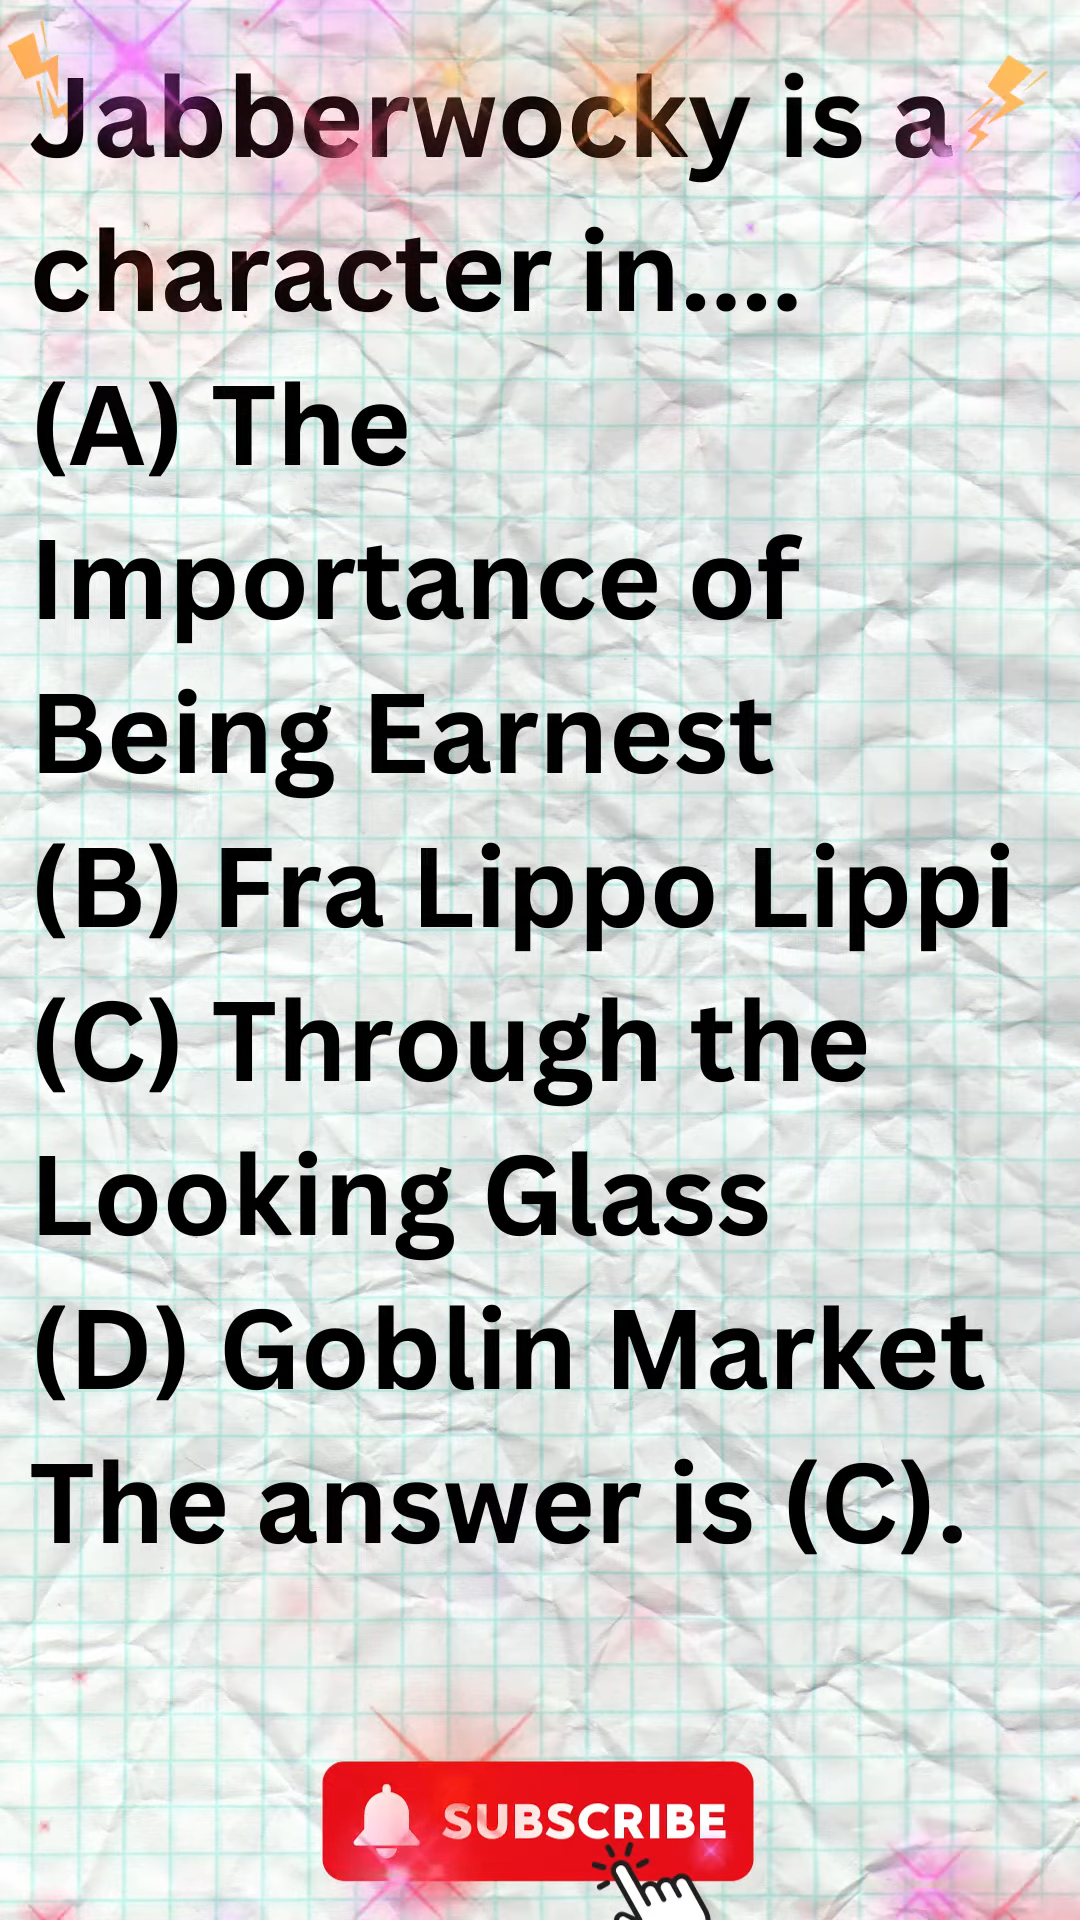 Jabberwocky is a
character in....
(A) The
Importance of
Being Earnest
(B) Fra Lippo Lippi
(C) Through the
Looking Glass
(D) Goblin Market
The answer is (C).
SUBSCRIBE